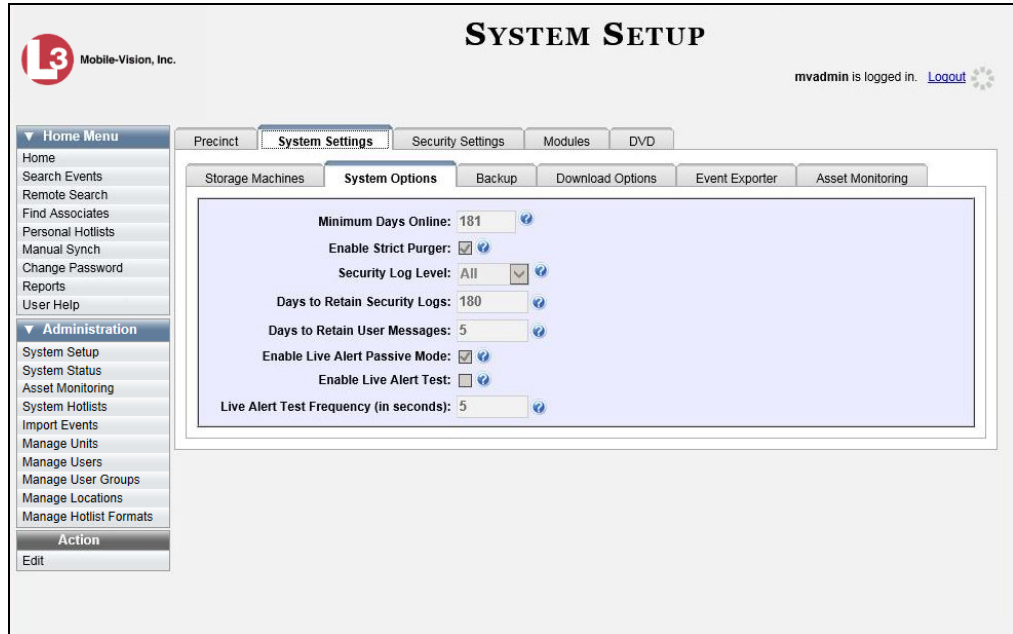 SYSTEM SETUP
L3 Mobile-Vision, Inc.
mvadmin is logged in. Logout
▼ Home Menu
Home
Search Events
Remote Search
Find Associates
Personal Hotlists
Manual Synch
Change Password
Reports
User Help
▼ Administration
System Setup
System Status
Asset Monitoring
System Hotlists
Import Events
Manage Units
Manage Users
Manage User Groups
Manage Locations
Manage Hotlist Formats
Action
Edit
Precinct System Settings Security Settings Modules DVD
Storage Machines System Options Backup Download Options Event Exporter Asset Monitoring
Minimum Days Online: 181 ?
Enable Strict Purger: ?
Security Log Level: All ?
Days to Retain Security Logs: 180 ?
Days to Retain User Messages: 5 ?
Enable Live Alert Passive Mode: ?
Enable Live Alert Test: ?
Live Alert Test Frequency (in seconds): 5 ?